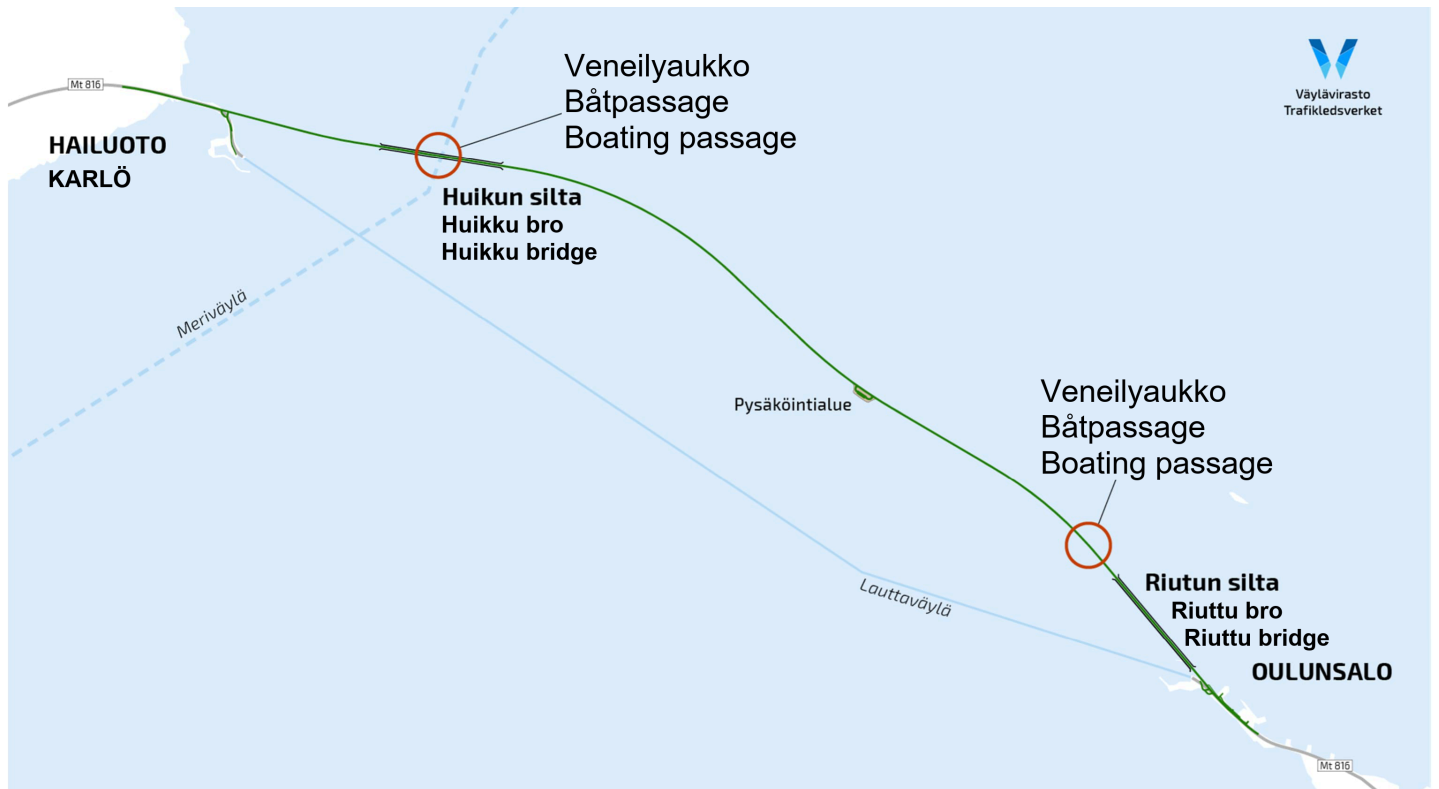 Veneilyaukko
Båtpassage
Boating passage
Väylävirasto
Trafikledsverket
Mt 816
HAILUOTO
KARLÖ
Huikun silta
Huikku bro
Huikku bridge
Meriväylä
Pysäköintialue
Veneilyaukko
Båtpassage
Boating passage
Lauttaväylä
Riutun silta
Riuttu bro
Riuttu bridge
OULUNSALO
Mt 816